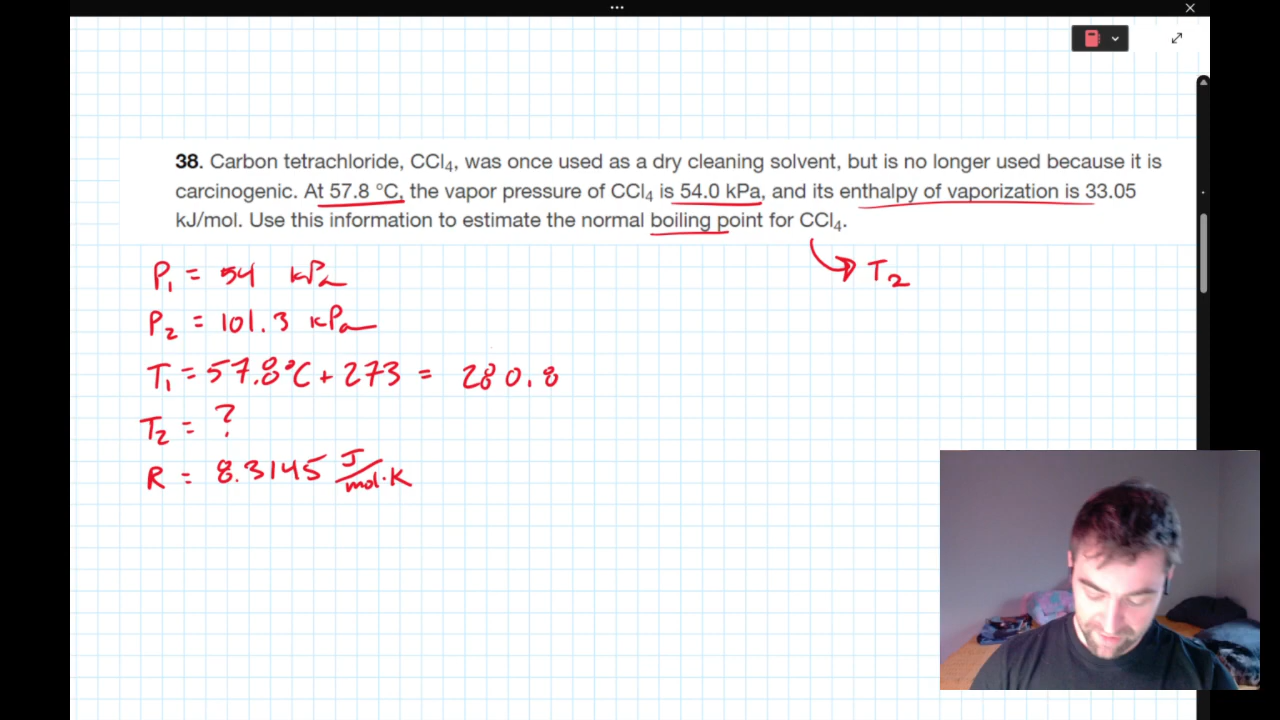 38. Carbon tetrachloride, CCl₄, was once used as a dry cleaning solvent, but is no longer used because it is
carcinogenic. At 57.8 °C, the vapor pressure of CCl₄ is 54.0 kPa, and its enthalpy of vaporization is 33.05
kJ/mol. Use this information to estimate the normal boiling point for CCl₄.
T₂
P₁ = 54 kPa
P₂ = 101.3 kPa
T₁ = 57.8°C + 273 = 280.8
T₂ = ?
R = 8.3145 J/mol·K